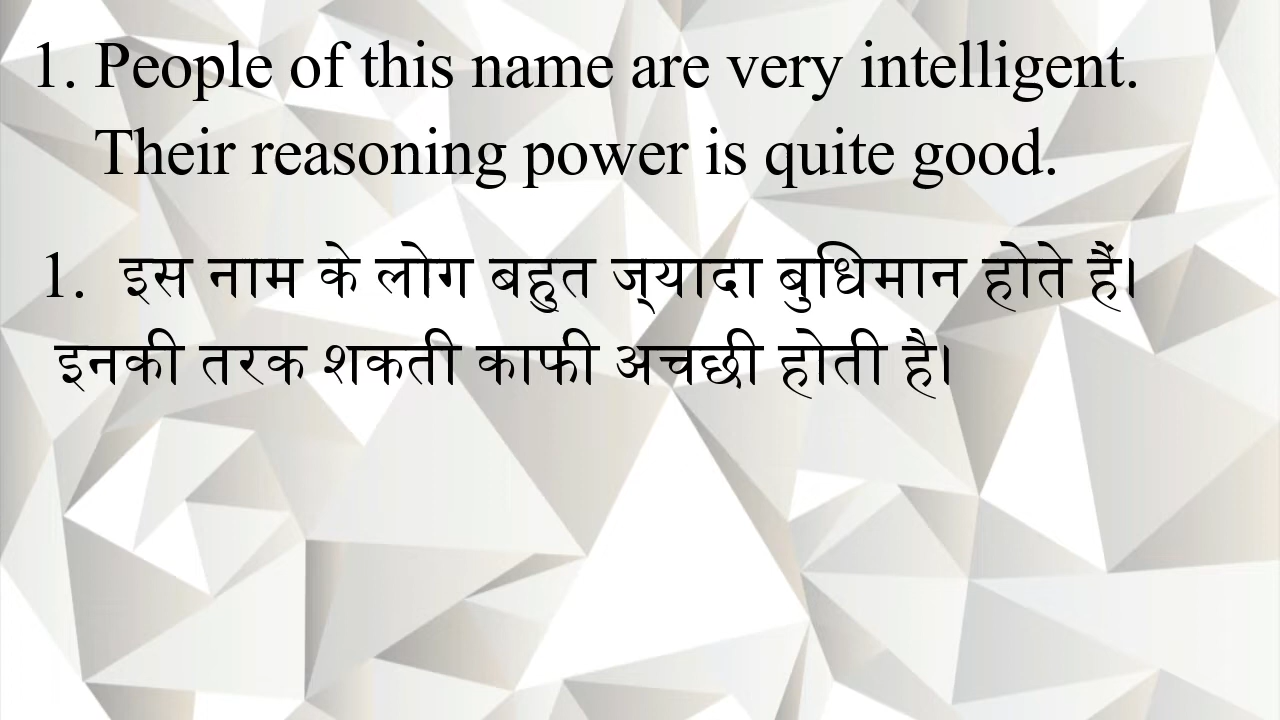 1. People of this name are very intelligent.
Their reasoning power is quite good.
1. इस नाम के लोग बहुत ज्‌यादा बुधिमान होते हैं।
इनकी तरक शकती काफी अचछी होती है।